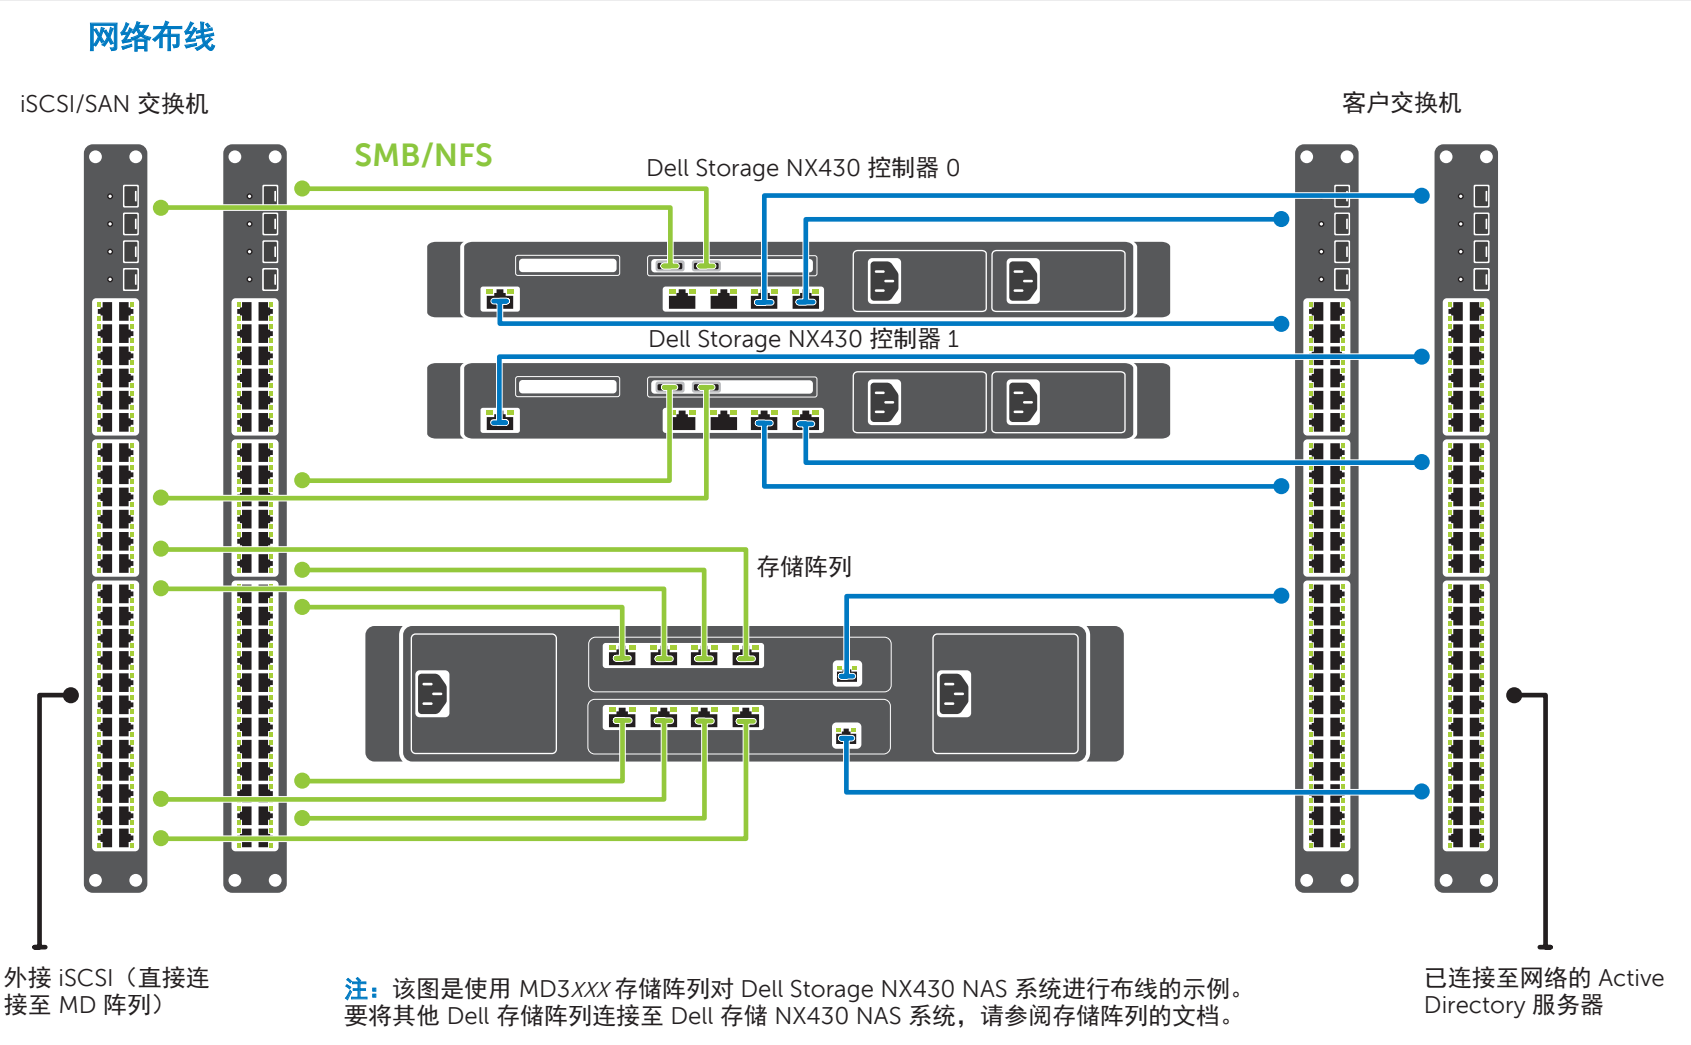 网络布线
iSCSI/SAN 交换机
客户交换机
SMB/NFS
Dell Storage NX430 控制器 0
Dell Storage NX430 控制器 1
存储阵列
外接 iSCSI（直接连
接至 MD 阵列）
注：该图是使用 MD3XXX 存储阵列对 Dell Storage NX430 NAS 系统进行布线的示例。
要将其他 Dell 存储阵列连接至 Dell 存储 NX430 NAS 系统，请参阅存储阵列的文档。
已连接至网络的 Active
Directory 服务器